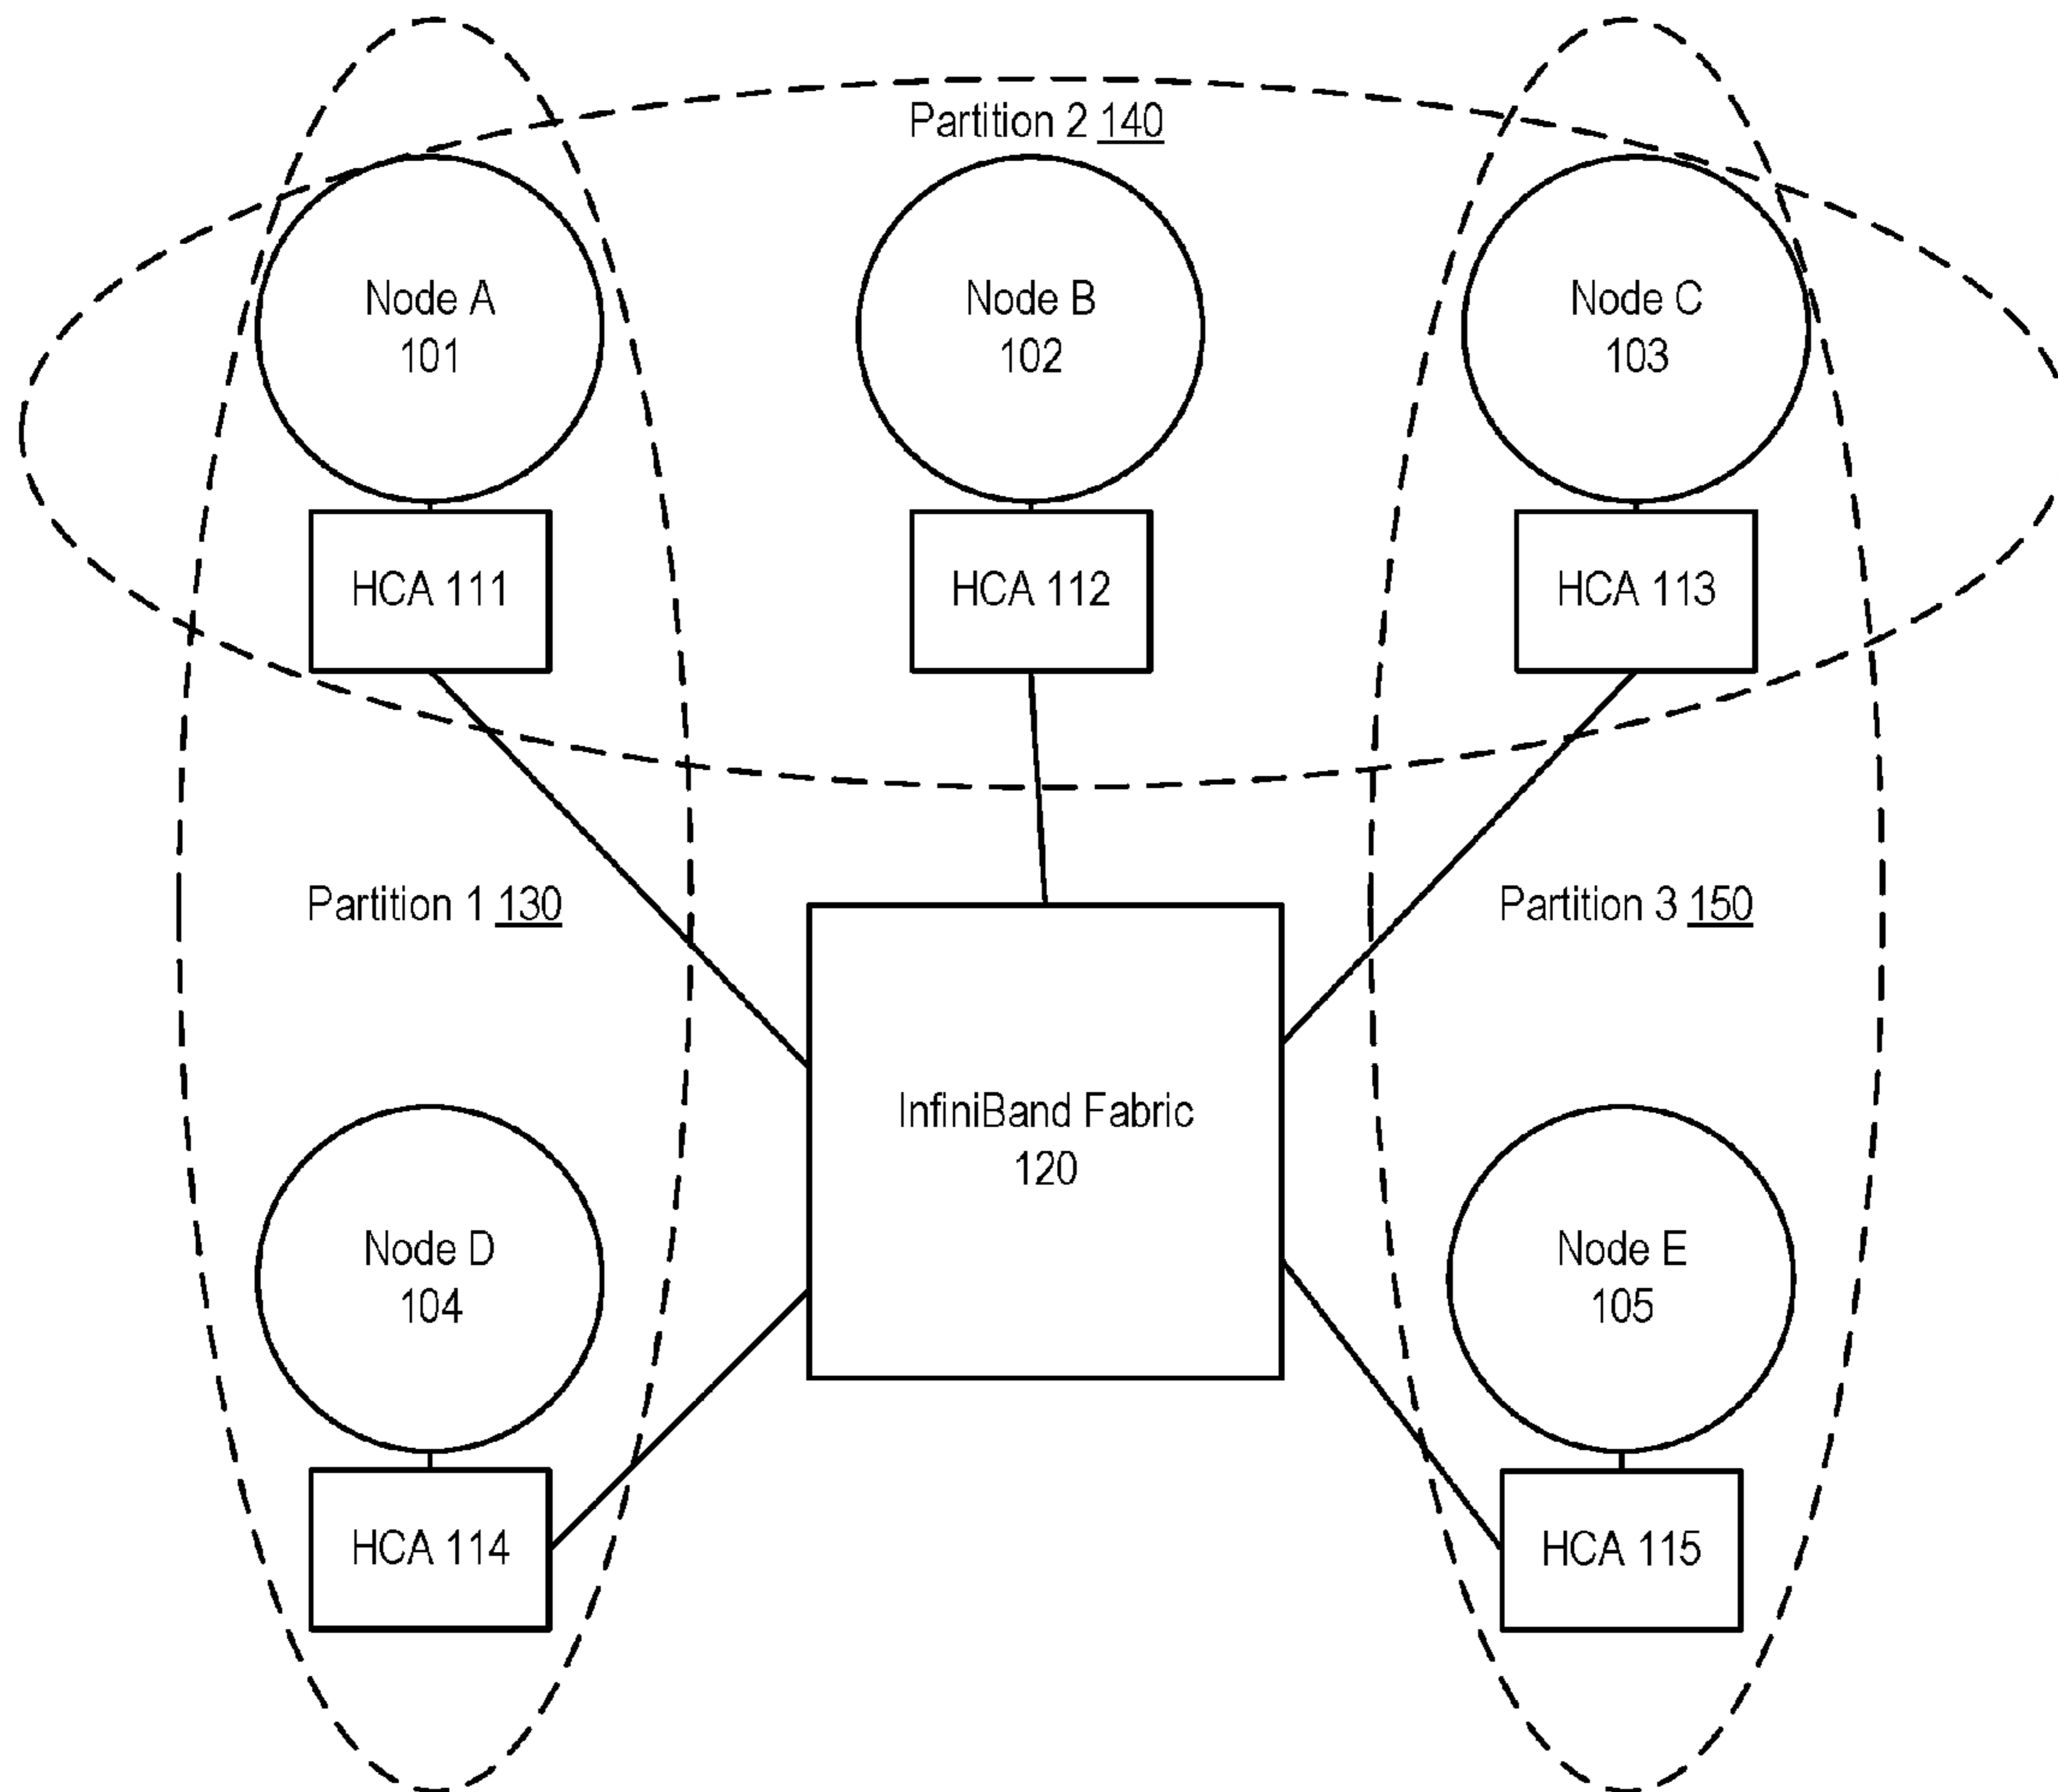 Partition 2 140
Node A
101
Node B
102
Node C
103
HCA 111
HCA 112
HCA 113
Partition 1 130
Partition 3 150
InfiniBand Fabric
120
Node D
104
Node E
105
HCA 114
HCA 115